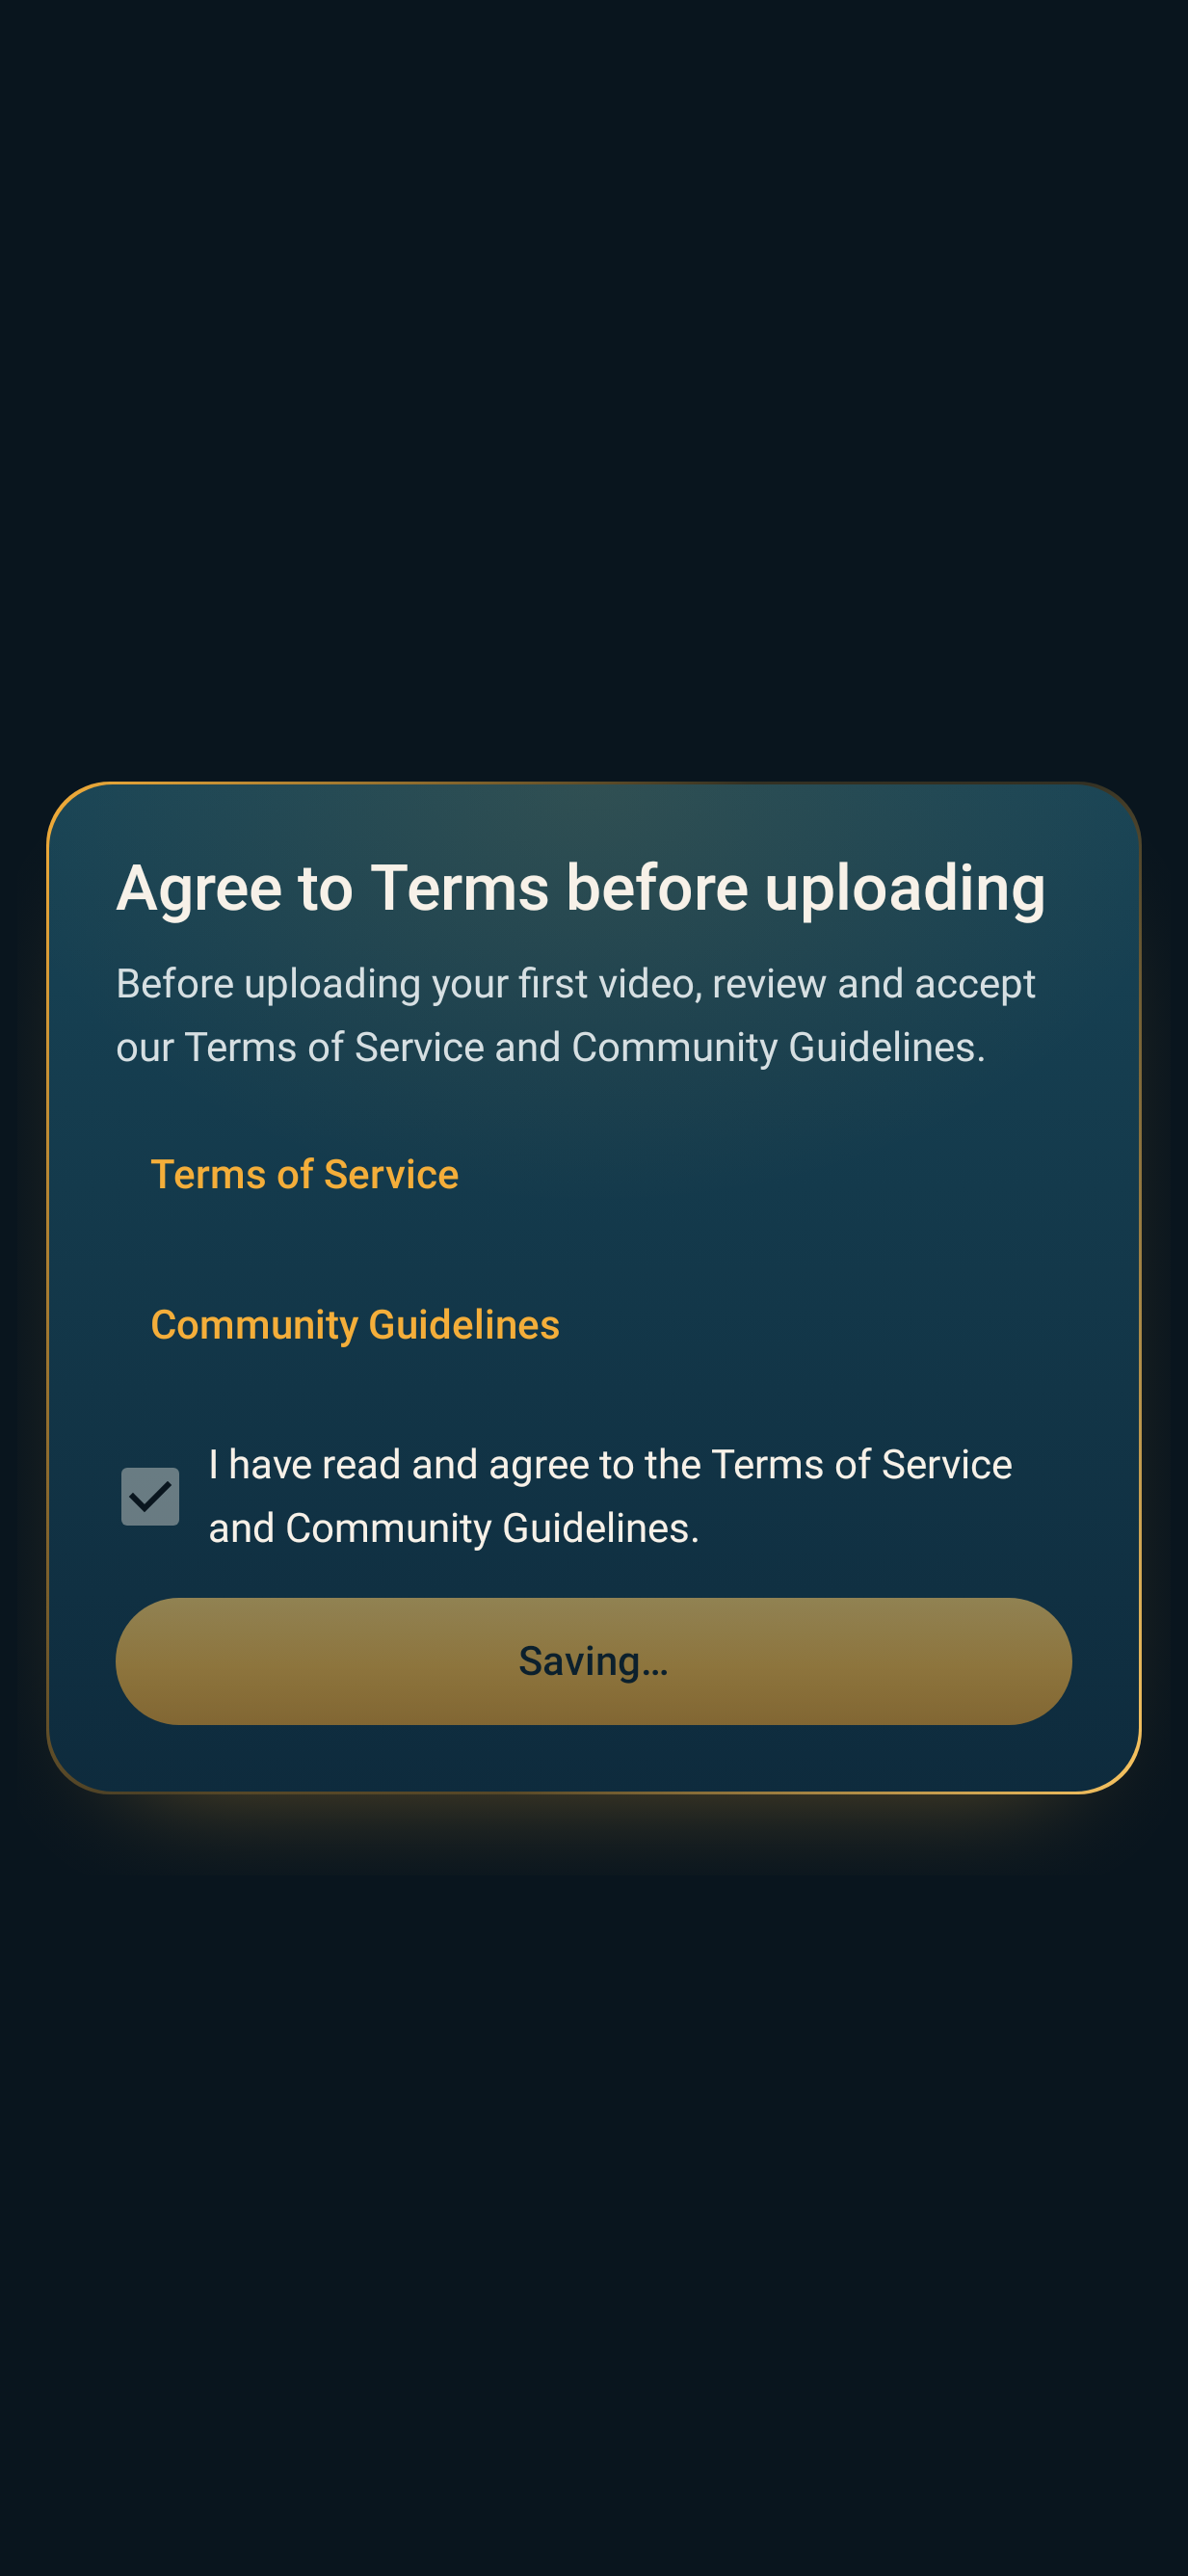 Agree to Terms before uploading
Before uploading your first video, review and accept
our Terms of Service and Community Guidelines.
Terms of Service
Community Guidelines
I have read and agree to the Terms of Service
and Community Guidelines.
Saving…